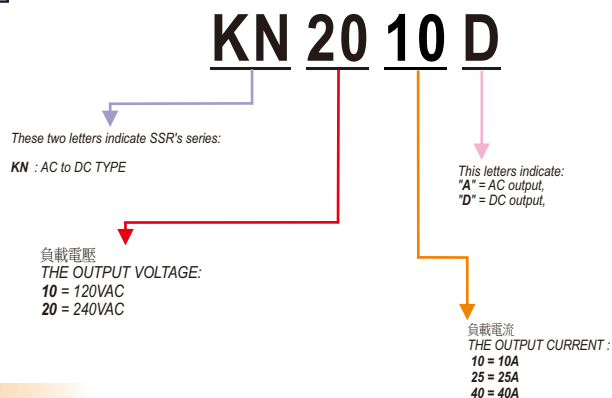 KN 20 10 D
These two letters indicate SSR's series:
KN : AC to DC TYPE
This letters indicate:
"A" = AC output,
"D" = DC output,
負載電壓
THE OUTPUT VOLTAGE:
10 = 120VAC
20 = 240VAC
負載電流
THE OUTPUT CURRENT :
10 = 10A
25 = 25A
40 = 40A